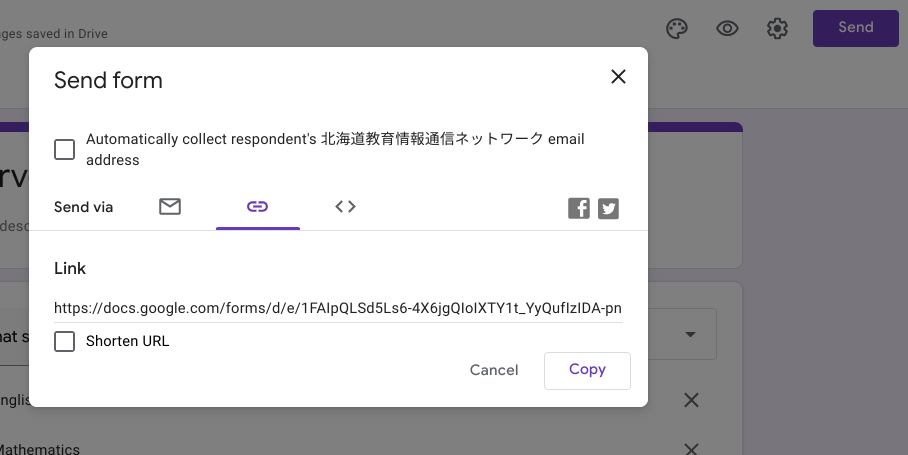 ges saved in Drive
Send
Send form
Automatically collect respondent's 北海道教育情報通信ネットワーク email
address
Send via
Link
https://docs.google.com/forms/d/e/1FAIpQLSd5Ls6-4X6jgQIoIXTY1t_YyQufIzIDA-pn
Shorten URL
Cancel
Copy
rv
desc
hat s
nglis
Mathematics